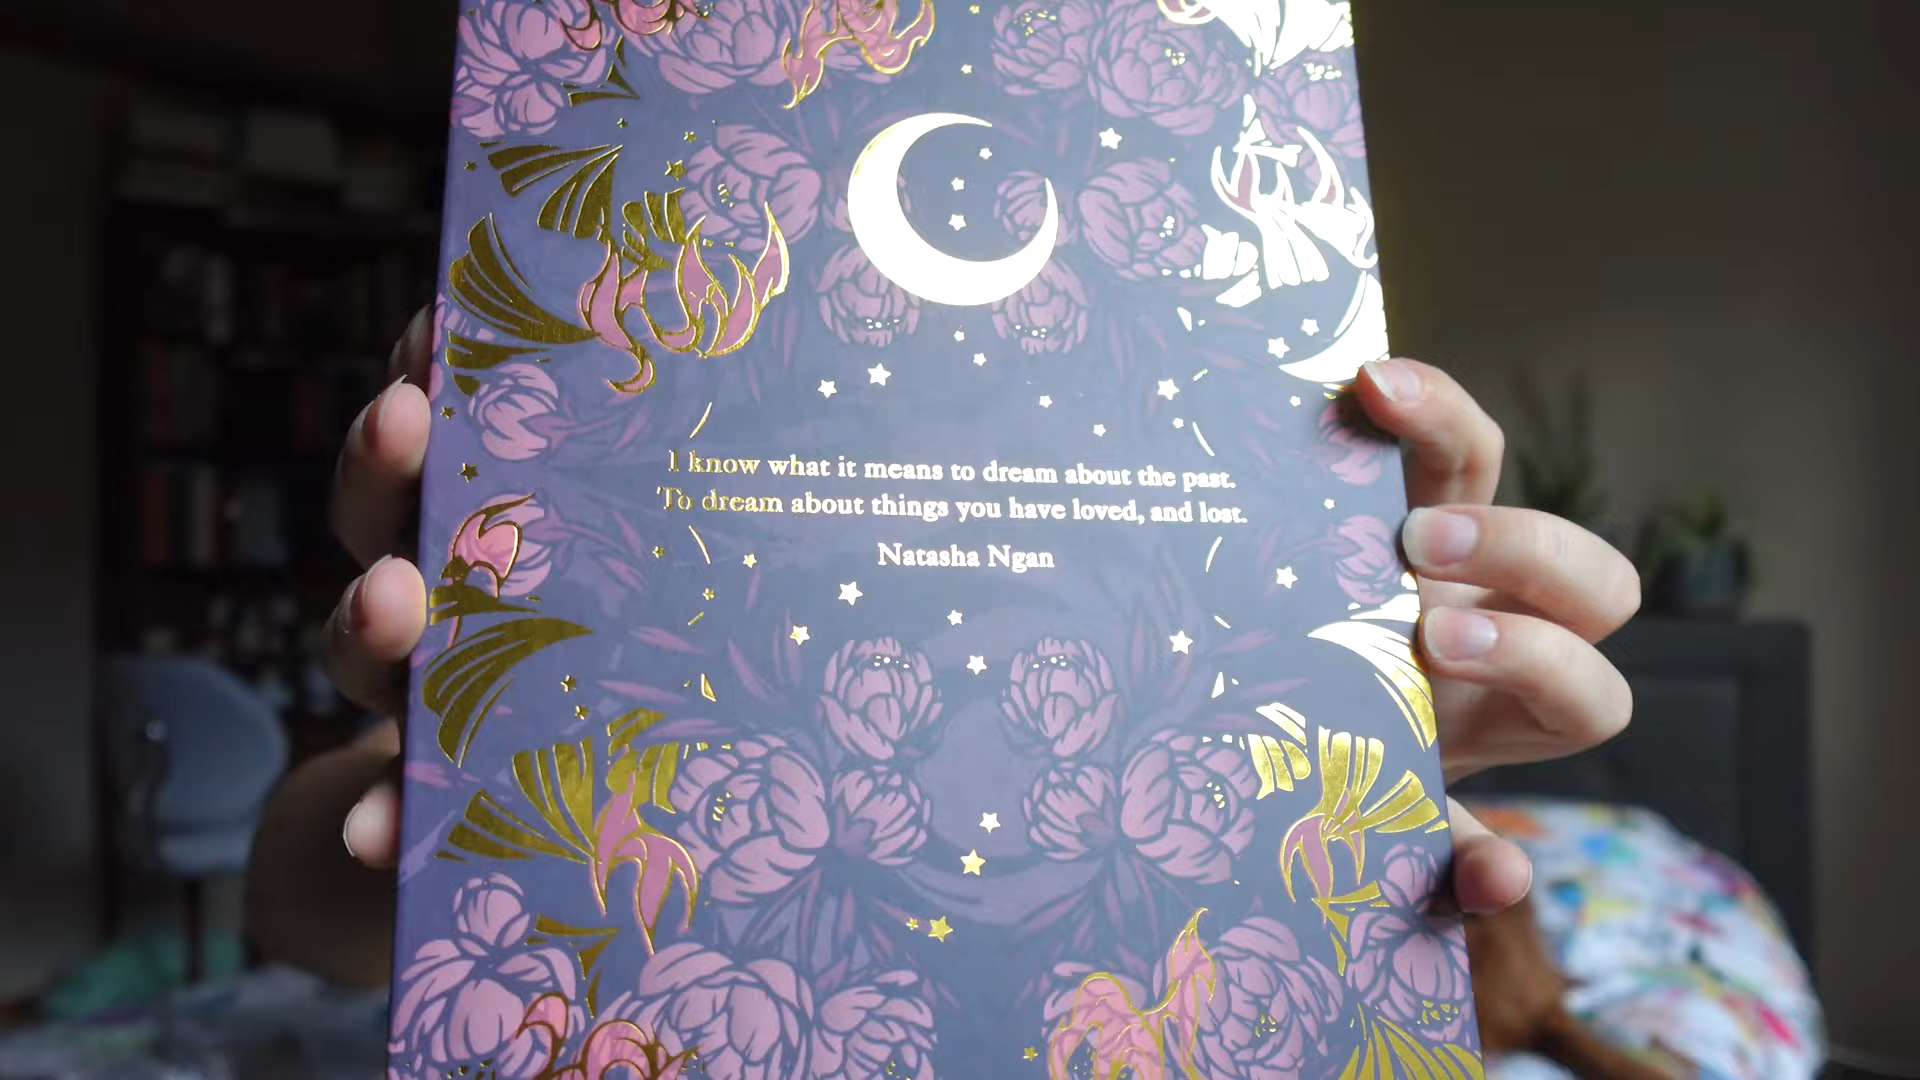 I know what it means to dream about the past.
To dream about things you have loved, and lost.
Natasha Ngan